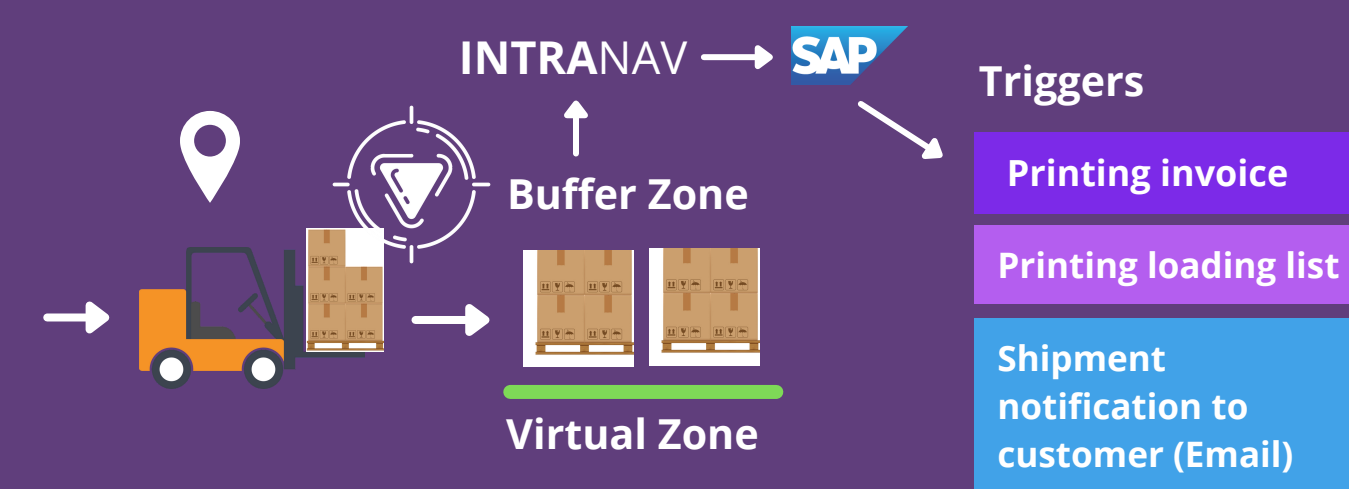 INTRANAV
SAP
Triggers
Printing invoice
Buffer Zone
Printing loading list
Shipment
notification to
customer (Email)
Virtual Zone